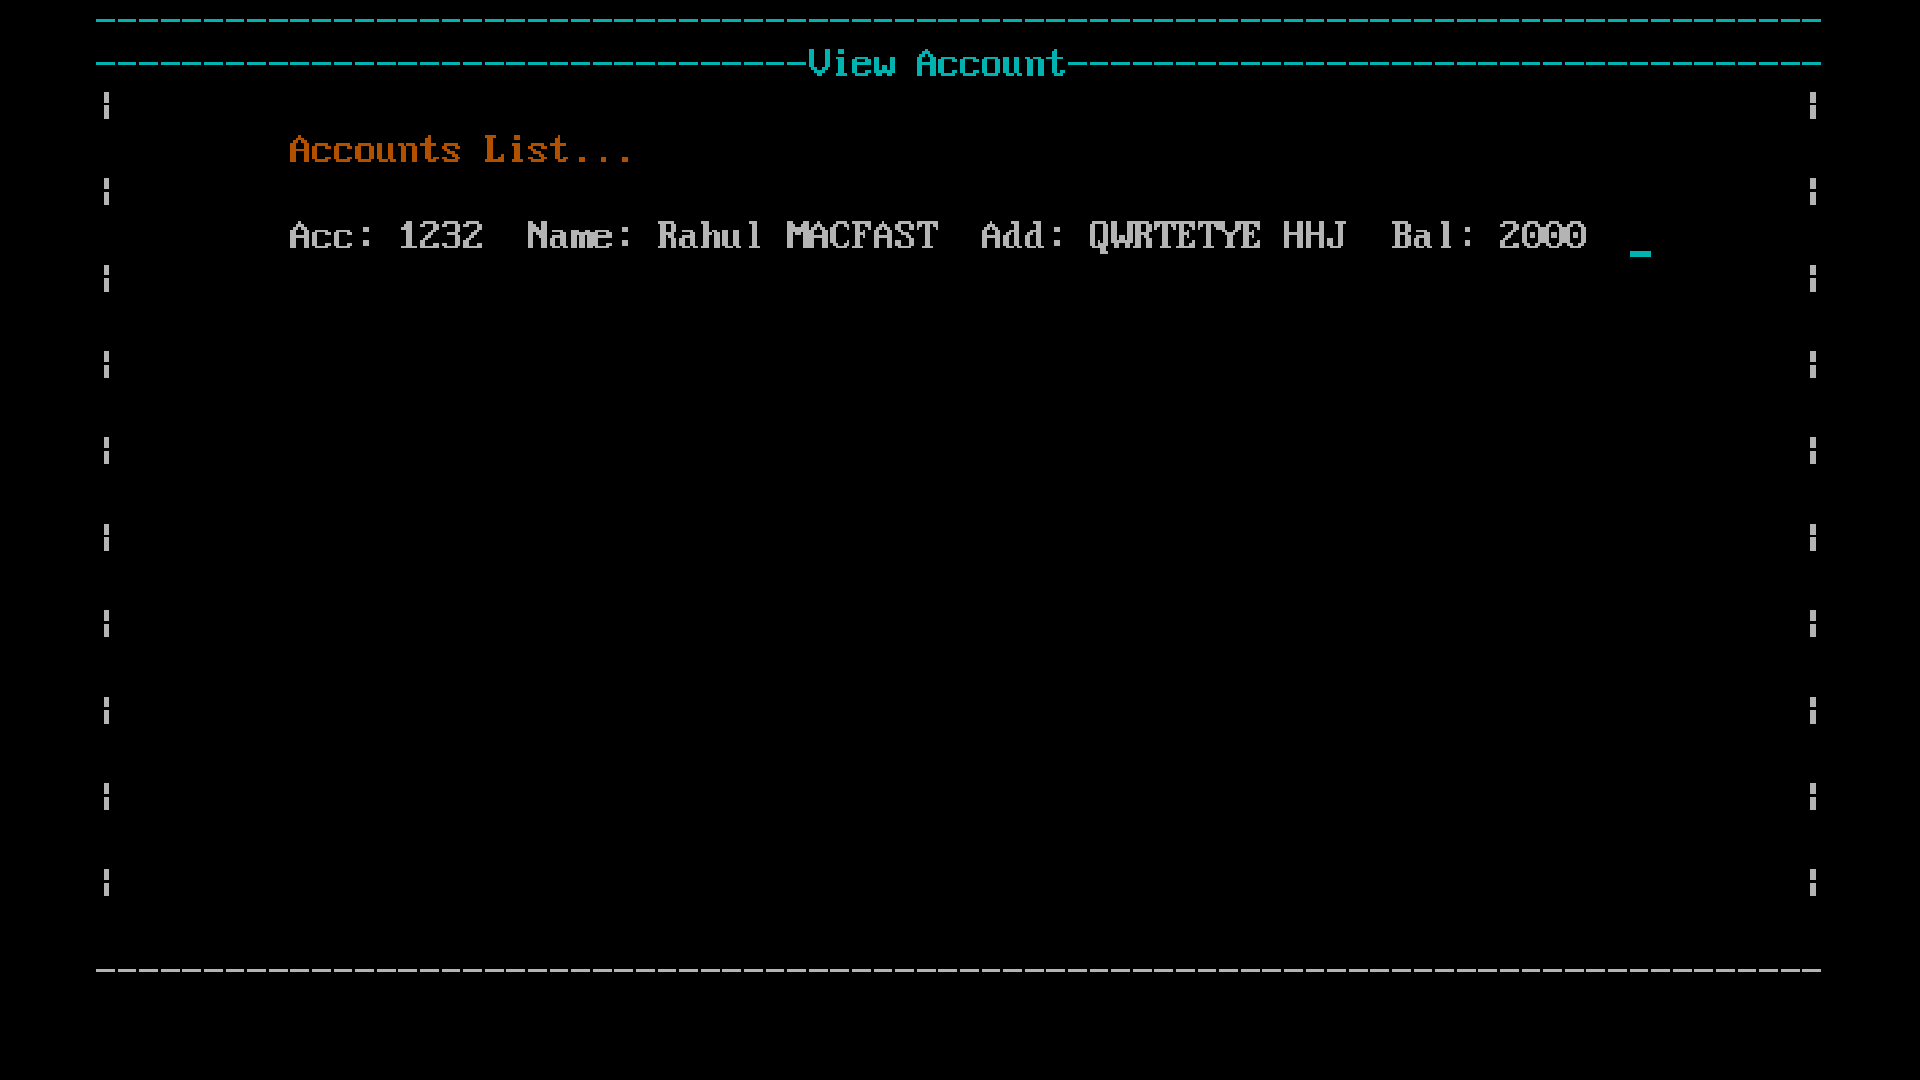 View Account
Accounts List...
Acc: 1232  Name: Rahul MACFAST  Add: QWRTETYE HHJ  Bal: 2000